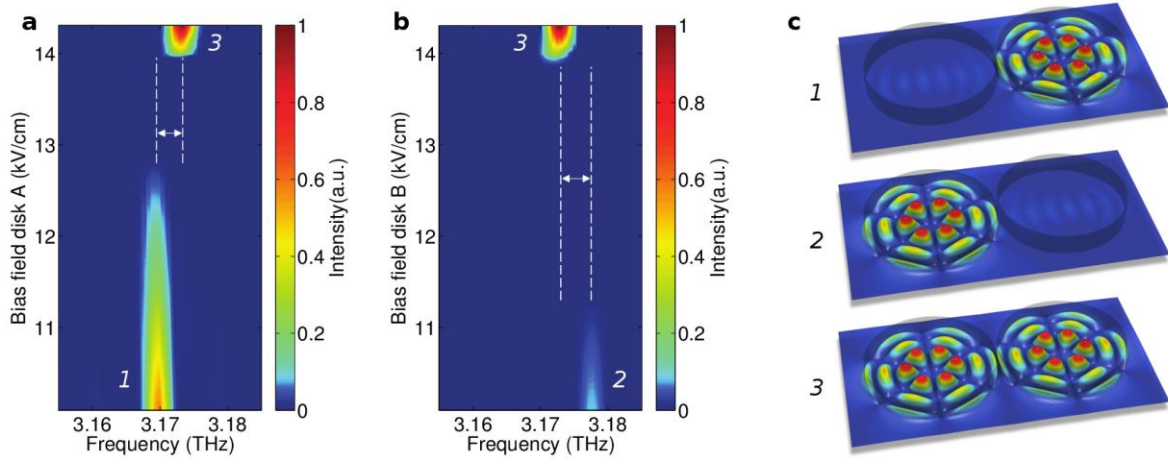 a
3
14
13
12
11
1
3.16 3.17 3.18
Frequency (THz)
Bias field disk A (kV/cm)
1
0.8
0.6
0.4
0.2
0
Intensity(a.u.)
b
3
14
13
12
11
2
3.16 3.17 3.18
Frequency (THz)
Bias field disk B (kV/cm)
1
0.8
0.6
0.4
0.2
0
Intensity(a.u.)
c
1
2
3